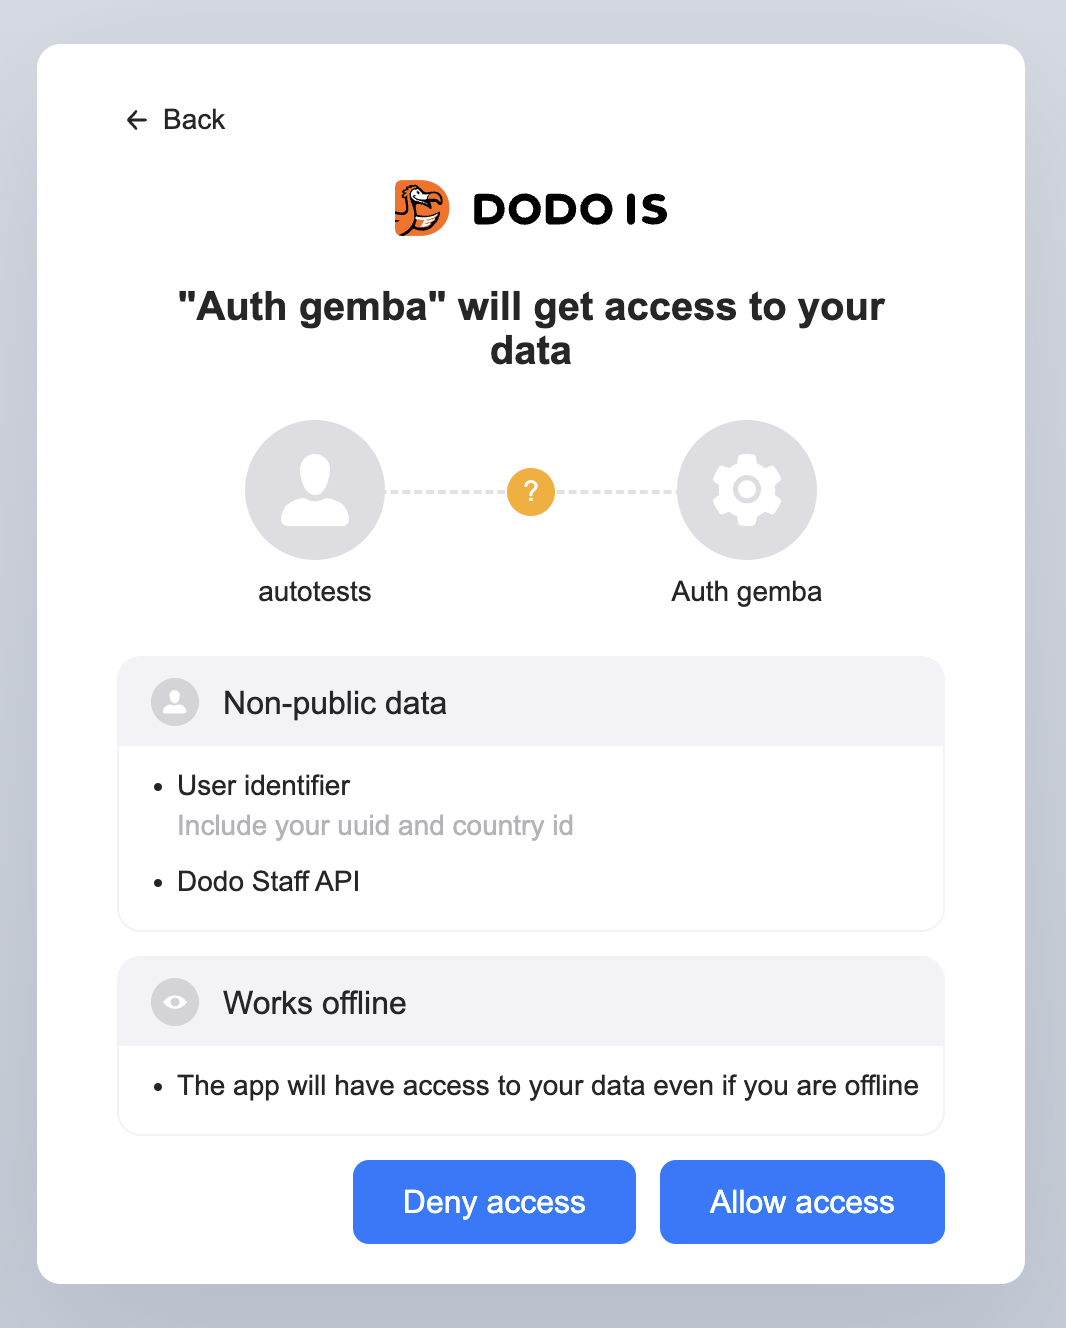 Back
DODO IS
"Auth gemba" will get access to your
data
?
autotests
Auth gemba
Non-public data
User identifier
Include your uuid and country id
Dodo Staff API
Works offline
The app will have access to your data even if you are offline
Deny access
Allow access